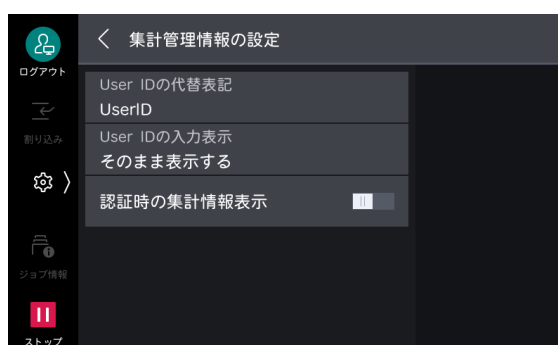 集計管理情報の設定
ログアウト
User IDの代替表記
UserID
割り込み
User IDの入力表示
そのまま表示する
認証時の集計情報表示
ジョブ情報
ストップ